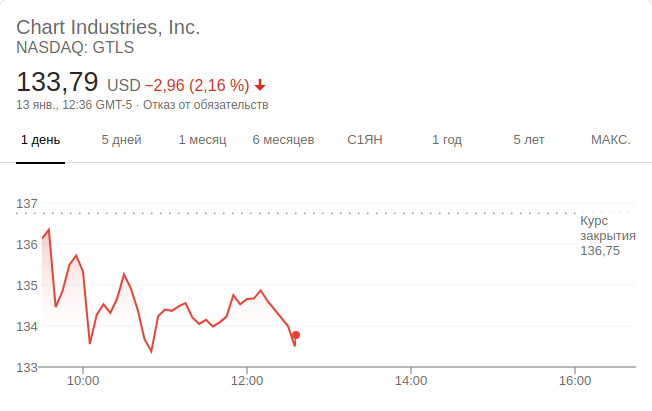 Chart Industries, Inc.
NASDAQ: GTLS
133,79 USD −2,96 (2,16 %)
13 янв., 12:36 GMT-5 · Отказ от обязательств
1 день 5 дней 1 месяц 6 месяцев С1ЯН 1 год 5 лет МАКС.
137
Курс
закрытия
136,75
136
135
134
133
10:00 12:00 14:00 16:00